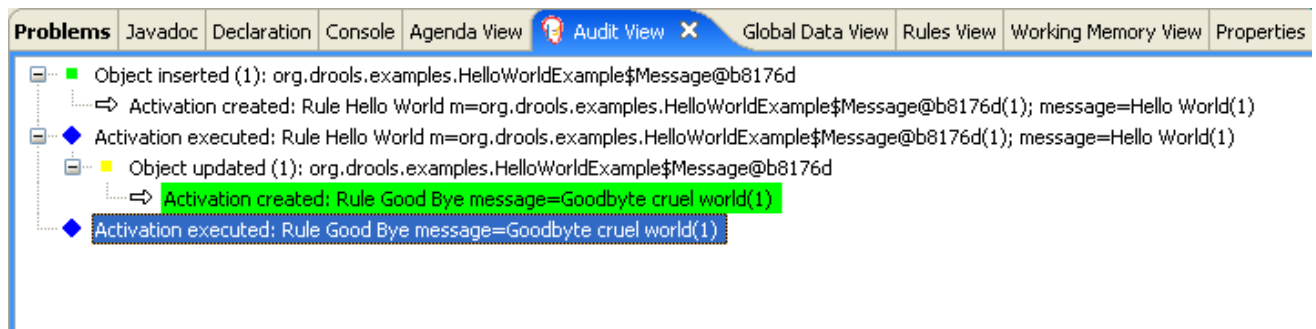 Problems Javadoc Declaration Console Agenda View Audit View Global Data View Rules View Working Memory View Properties
Object inserted (1): org.drools.examples.HelloWorldExample$Message@b8176d
Activation created: Rule Hello World m=org.drools.examples.HelloWorldExample$Message@b8176d(1); message=Hello World(1)
Activation executed: Rule Hello World m=org.drools.examples.HelloWorldExample$Message@b8176d(1); message=Hello World(1)
Object updated (1): org.drools.examples.HelloWorldExample$Message@b8176d
Activation created: Rule Good Bye message=Goodbyte cruel world(1)
Activation executed: Rule Good Bye message=Goodbyte cruel world(1)